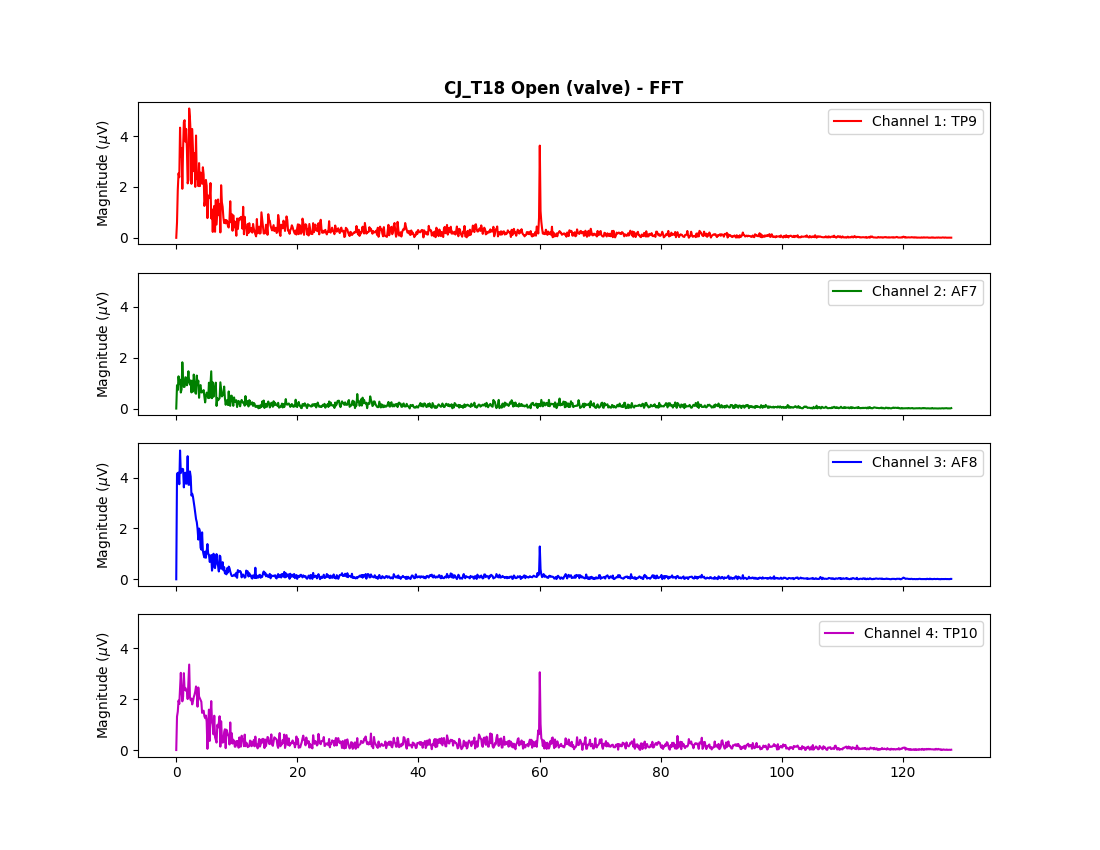 CJ_T18 Open (valve) - FFT
Magnitude (μV)
4
2
0
Channel 1: TP9
Magnitude (μV)
4
2
0
Channel 2: AF7
Magnitude (μV)
4
2
0
Channel 3: AF8
Magnitude (μV)
4
2
0
Channel 4: TP10
0 20 40 60 80 100 120